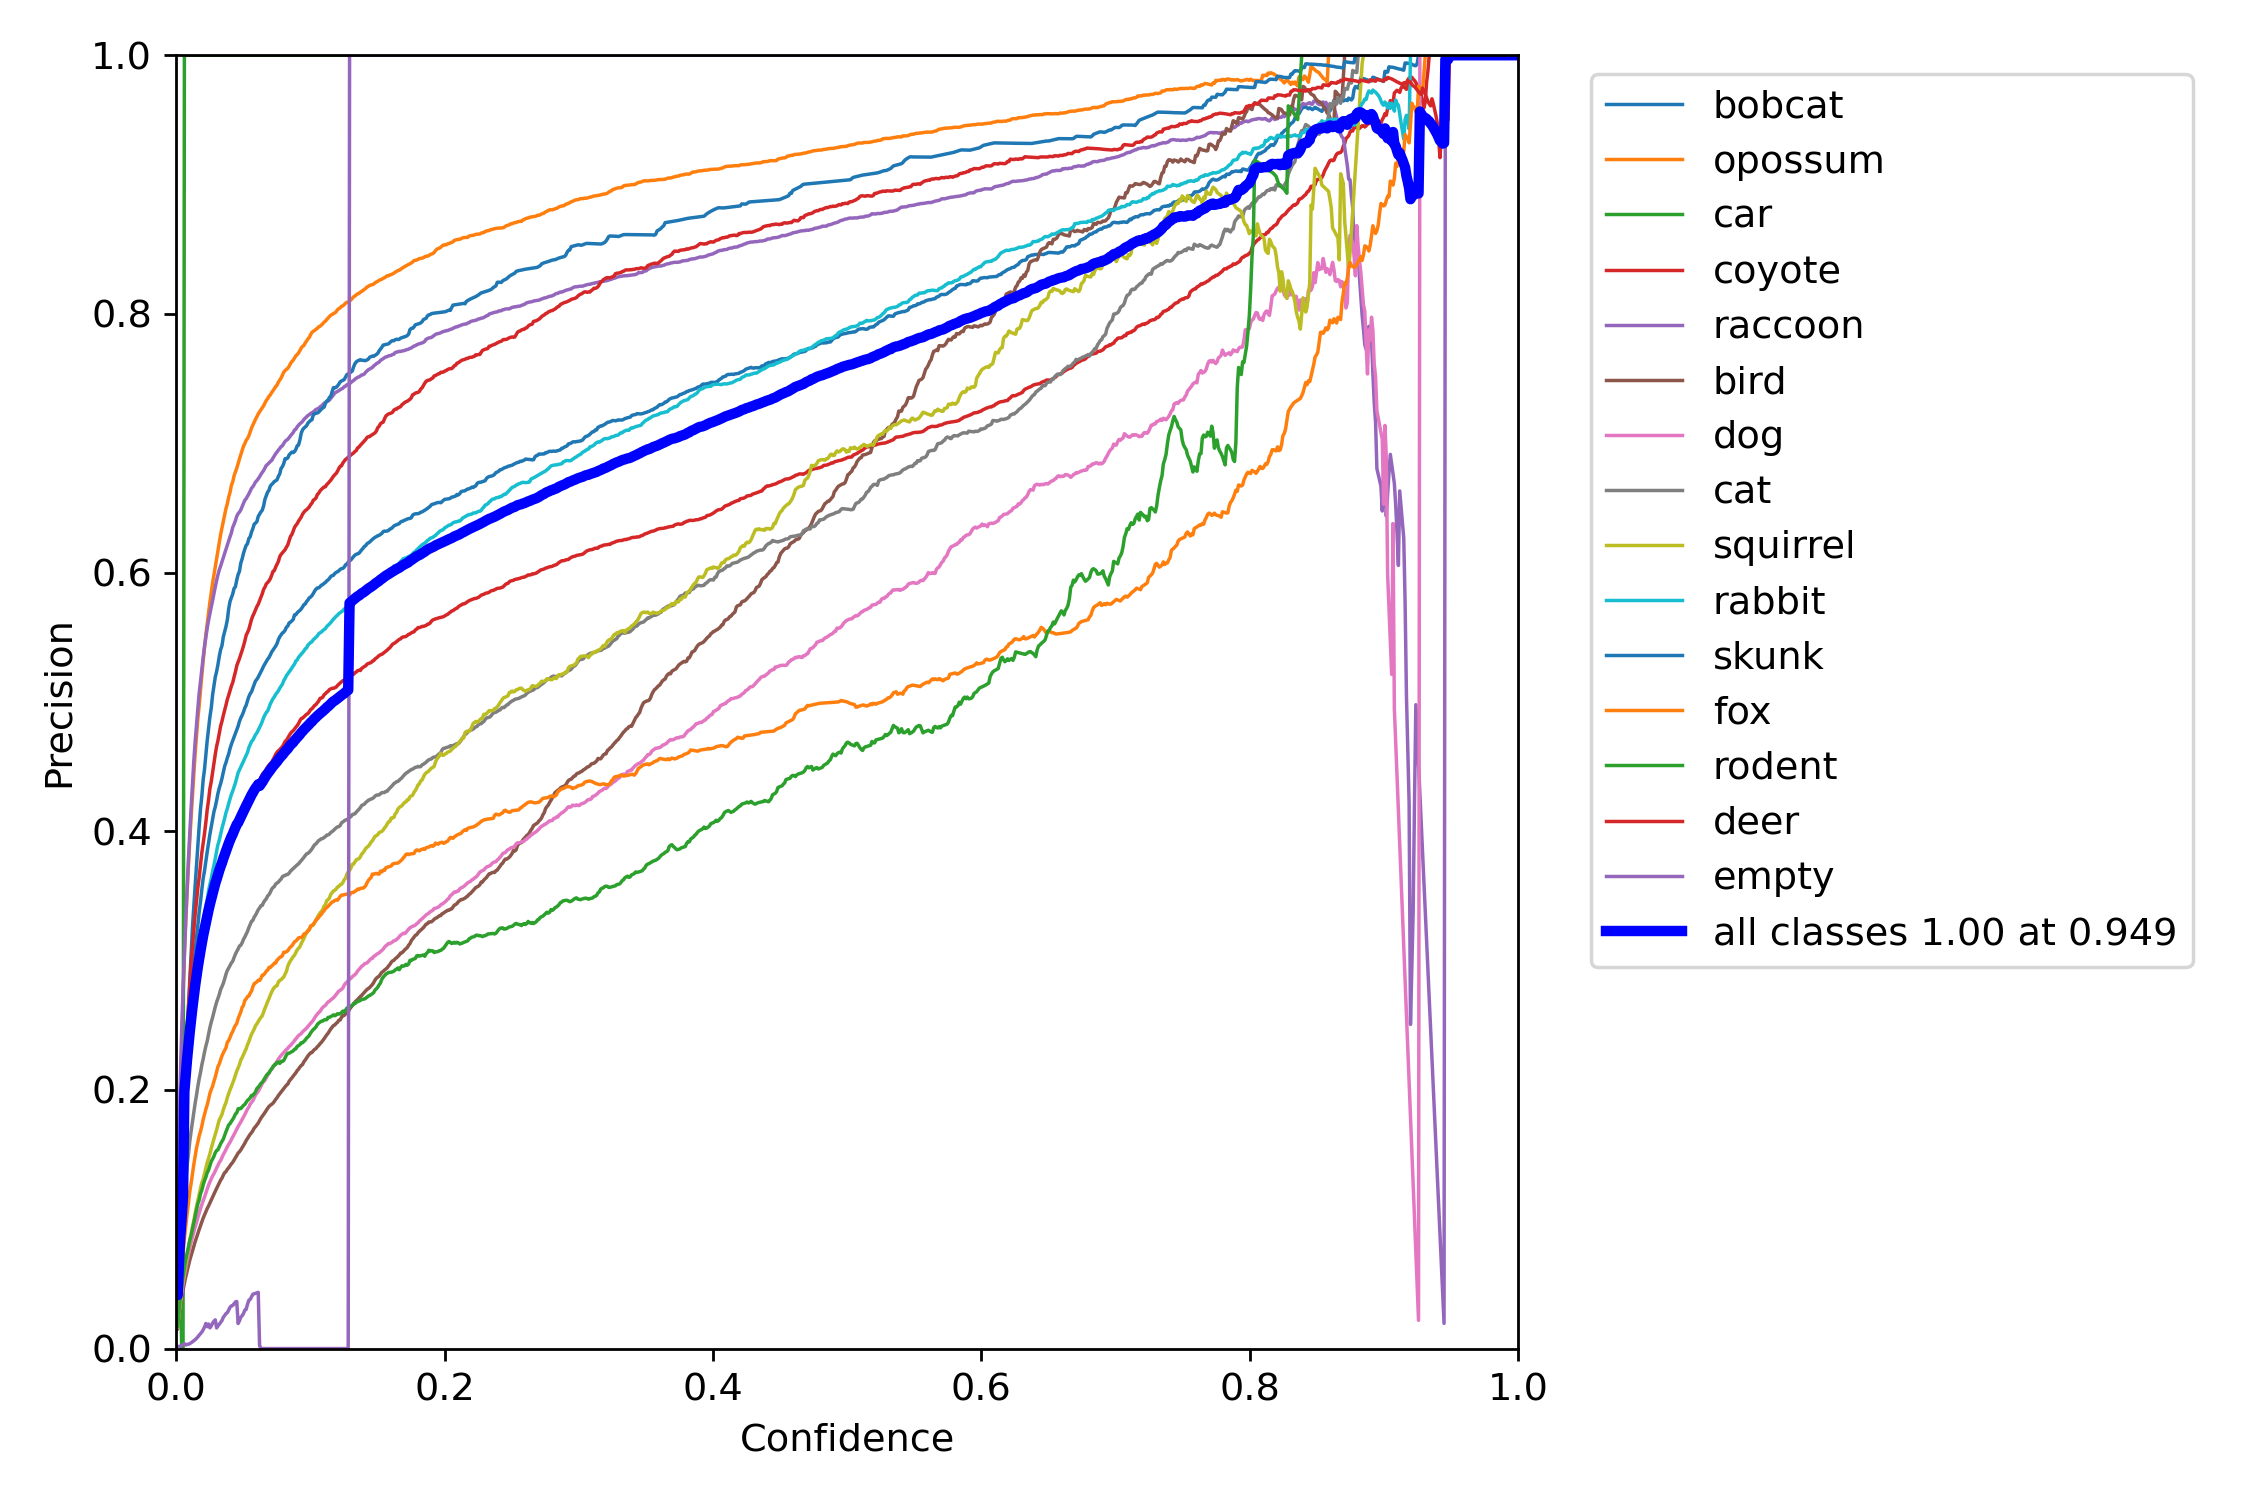 1.0
0.8
0.6
0.4
0.2
0.0
Precision
0.0 0.2 0.4 0.6 0.8 1.0
Confidence
bobcat
opossum
car
coyote
raccoon
bird
dog
cat
squirrel
rabbit
skunk
fox
rodent
deer
empty
all classes 1.00 at 0.949